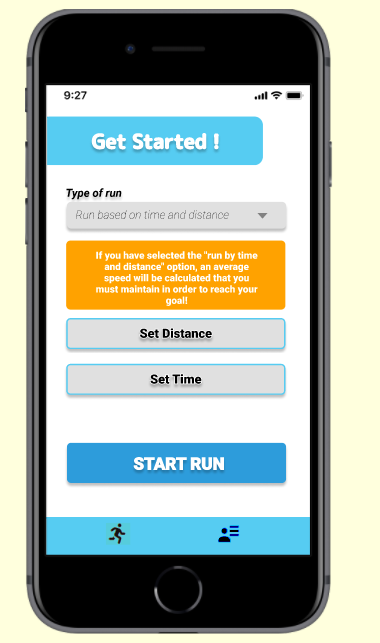 9:27
Get Started !
Type of run
Run based on time and distance
If you have selected the "run by time
and distance" option, an average
speed will be calculated that you
must maintain in order to reach your
goal!
Set Distance
Set Time
START RUN